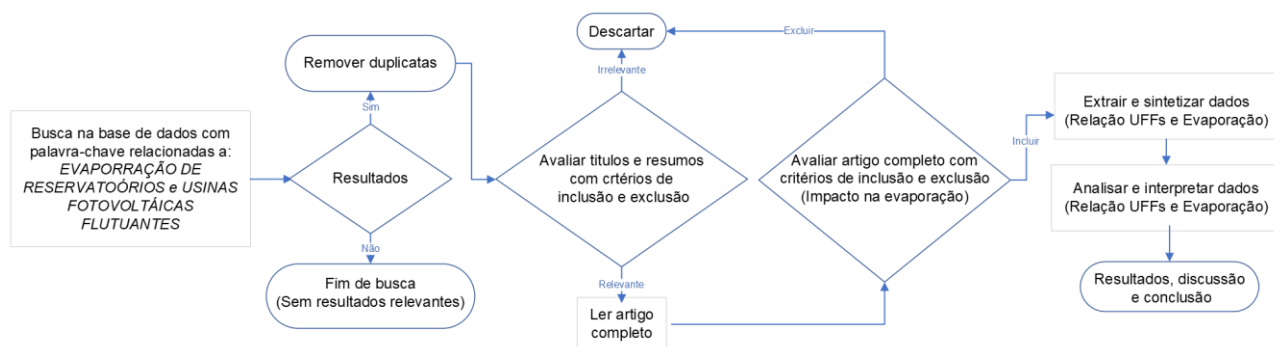 Busca na base de dados com
palavra-chave relacionadas a:
EVAPORRAÇÃO DE
RESERVATOÓRIOS e USINAS
FOTOVOLTÁICAS
FLUTUANTES
Resultados
Sim
Remover duplicatas
Não
Fim de busca
(Sem resultados relevantes)
Avaliar titulos e resumos
com crtérios de
inclusão e exclusão
Irrelevante
Descartar
Relevante
Ler artigo
completo
Avaliar artigo completo com
critérios de inclusão e exclusão
(Impacto na evaporação)
Excluir
Incluir
Extrair e sintetizar dados
(Relação UFFs e Evaporação)
Analisar e interpretar dados
(Relação UFFs e Evaporação)
Resultados, discussão
e conclusão